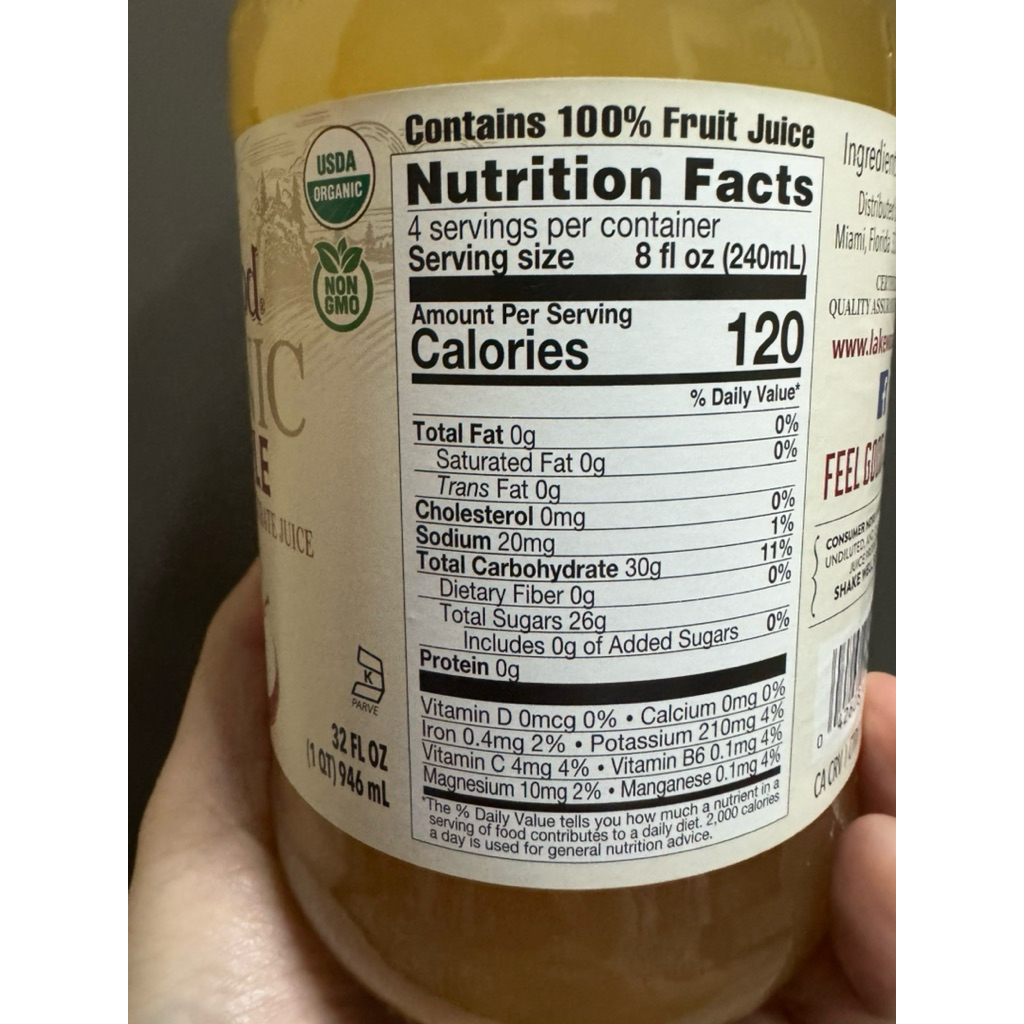 USDA
ORGANIC
NON
GMO
JUICE
K
PARVE
32 FL OZ
(1 QT) 946 mL
Contains 100% Fruit Juice
Nutrition Facts
4 servings per container
Serving size 8 fl oz (240mL)
Amount Per Serving
Calories 120
% Daily Value*
Total Fat 0g 0%
Saturated Fat 0g 0%
Trans Fat 0g
Cholesterol 0mg 0%
Sodium 20mg 1%
Total Carbohydrate 30g 11%
Dietary Fiber 0g 0%
Total Sugars 26g
Includes 0g of Added Sugars 0%
Protein 0g
Vitamin D 0mcg 0% • Calcium 0mg 0%
Iron 0.4mg 2% • Potassium 210mg 4%
Vitamin C 4mg 4% • Vitamin B6 0.1mg 4%
Magnesium 10mg 2% • Manganese 0.1mg 4%
*The % Daily Value tells you how much a nutrient in a
serving of food contributes to a daily diet. 2,000 calories
a day is used for general nutrition advice.
Miami, Florida
QUALITY
FEEL
CONSUMER
UNDILUTED
SHAKE
0
CA CRV